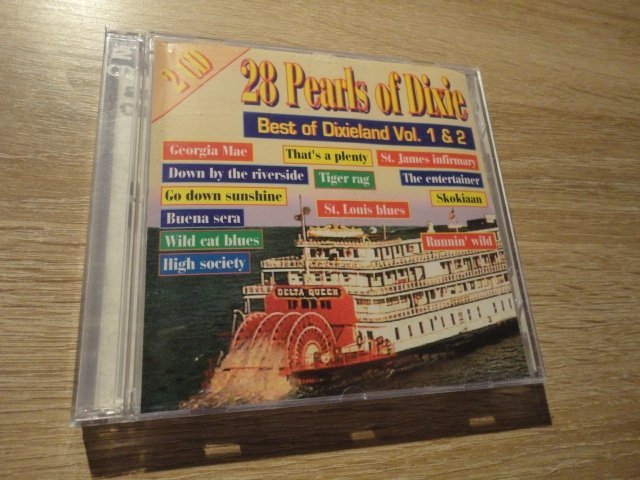 2 CD
28 Pearls of Dixie
Best of Dixieland Vol. 1 & 2
Georgia Mae
That's a plenty
St. James infirmary
Down by the riverside
Tiger rag
The entertainer
Go down sunshine
St. Louis blues
Skokiaan
Buena sera
Wild cat blues
Runnin' wild
High society
DELTA QUEEN